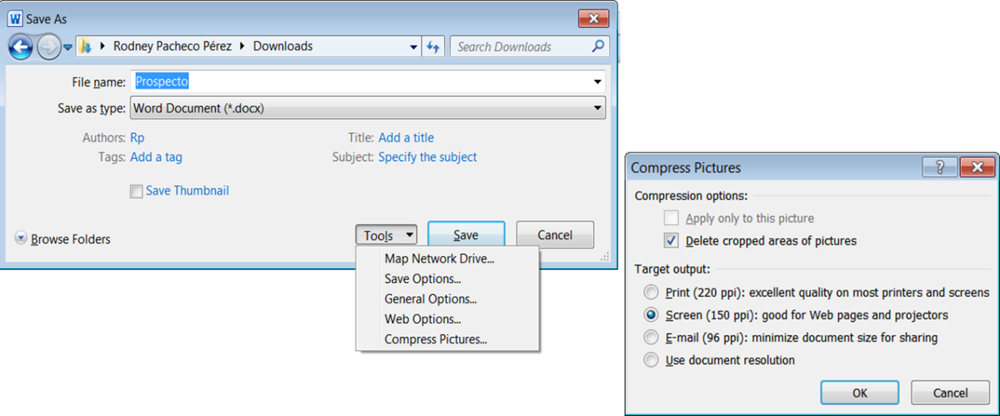 Save As
Rodney Pacheco Pérez Downloads
Search Downloads
File name: Prospecto
Save as type: Word Document (*.docx)
Authors: Rp
Title: Add a title
Tags: Add a tag
Subject: Specify the subject
Save Thumbnail
Browse Folders
Tools
Save
Cancel
Map Network Drive...
Save Options...
General Options...
Web Options...
Compress Pictures...
Compress Pictures
Compression options:
Apply only to this picture
Delete cropped areas of pictures
Target output:
Print (220 ppi): excellent quality on most printers and screens
Screen (150 ppi): good for Web pages and projectors
E-mail (96 ppi): minimize document size for sharing
Use document resolution
OK
Cancel